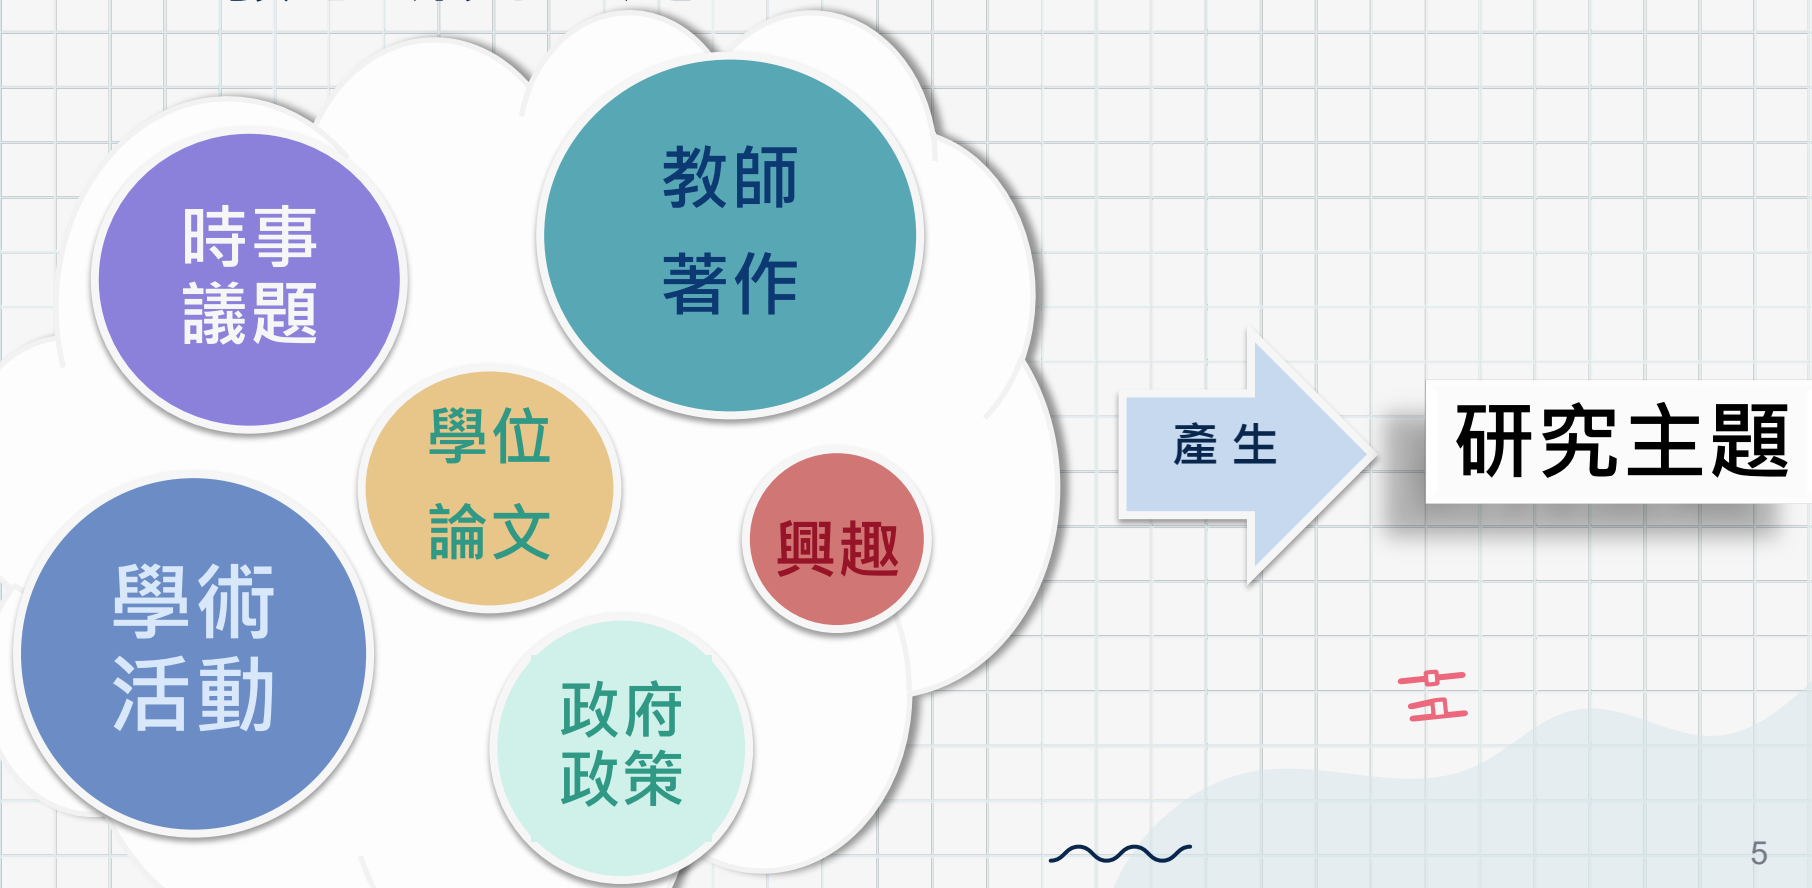 時事
議題
教師
著作
學位
論文
興趣
學術
活動
政府
政策
產生
研究主題
5